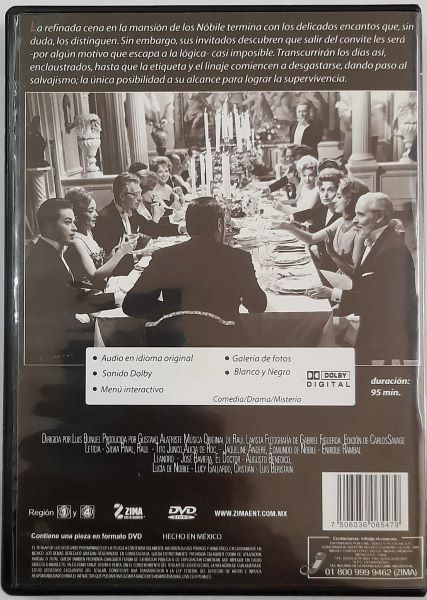 La refinada cena en la mansión de los Nóbile termina con los delicados encantos que, sin
duda, los distinguen. Sin embargo, sus invitados descubren que salir del convite les será
-por algún motivo que escapa a la lógica- casi imposible. Transcurrirán los días así,
enclaustrados, hasta que la etiqueta y el linaje comiencen a desgastarse, dando paso al
salvajismo; la única posibilidad a su alcance para lograr la supervivencia.
• Audio en idioma original
• Sonido Dolby
• Menú interactivo
• Galería de fotos
• Blanco y Negro
DOLBY
DIGITAL
Comedia/Drama/Misterio
duración:
95 min.
Dirigida por Luis Buñuel Producida por Gustavo Alatriste Música Original de Raúl Lavista Fotografía de Gabriel Figueroa, Edición de Carlos Savage
Leticia - Silvia Pinal, Raúl - Tito Junco, Alicia de Roc - Jaqueline Andere, Edmundo de Nobile - Enrique Rambal
Leandro - José Baviera, El Doctor - Augusto Benedico,
Lucía de Nobile - Lucy Gallardo, Cristián - Luis Beristain
Región 1 4
ZIMA
DVD
VIDEO
WWW.ZIMAENT.COM.MX
Contiene una pieza en formato DVD
HECHO EN MÉXICO
7506036065479
01 800 999 9462 (ZIMA)